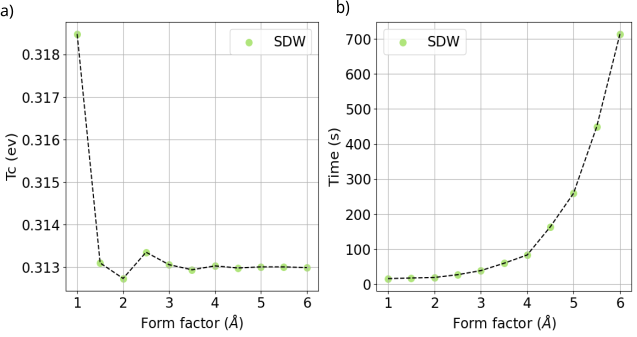 a)
SDW
0.318
0.317
0.316
0.315
0.314
0.313
Tc (ev)
1 2 3 4 5 6
Form factor (Å)
b)
SDW
700
600
500
400
300
200
100
0
Time (s)
1 2 3 4 5 6
Form factor (Å)